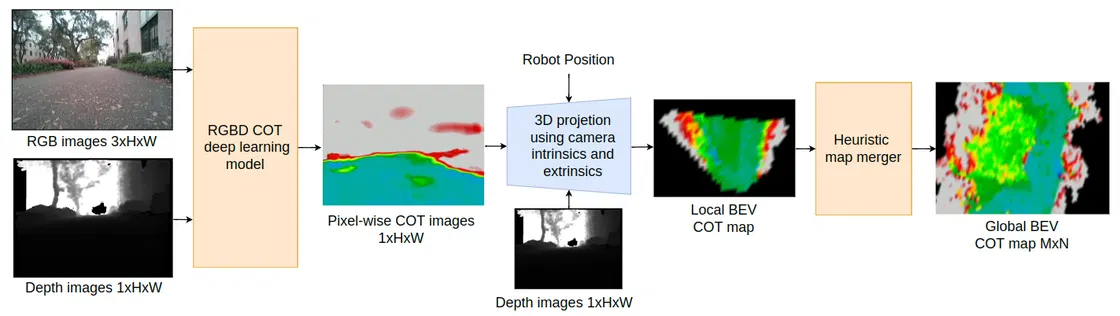 RGB images 3xHxW
Depth images 1xHxW
RGBD COT
deep learning
model
Pixel-wise COT images
1xHxW
Robot Position
3D projetion
using camera
intrinsics and
extrinsics
Depth images 1xHxW
Local BEV
COT map
Heuristic
map merger
Global BEV
COT map MxN